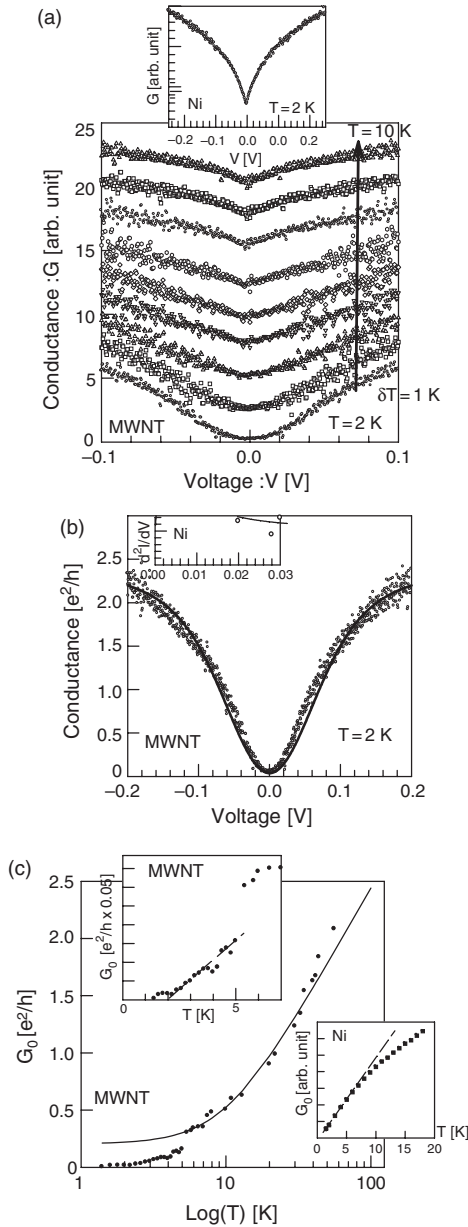 (a)
G [arb. unit]
Ni
T=2 K
−0.2 −0.1 0.0 0.1 0.2
V [V]
Conductance :G [arb. unit]
25
20
15
10
5
0
T=10 K
δT=1 K
T=2 K
MWNT
−0.1 0.0 0.1
Voltage :V [V]
(b)
d²I/dV
Ni
0.00 0.01 0.02 0.03
Conductance [e²/h]
2.5
2.0
1.5
1.0
0.5
0
MWNT
T=2 K
−0.2 −0.1 0.0 0.1 0.2
Voltage [V]
(c)
MWNT
G₀ [e²/h x 0.05]
0 5
T [K]
G₀ [e²/h]
2.5
2.0
1.5
1.0
0.5
0
MWNT
Ni
G₀ [arb. unit]
0 5 10 15 20
T [K]
1 10 100
Log(T) [K]